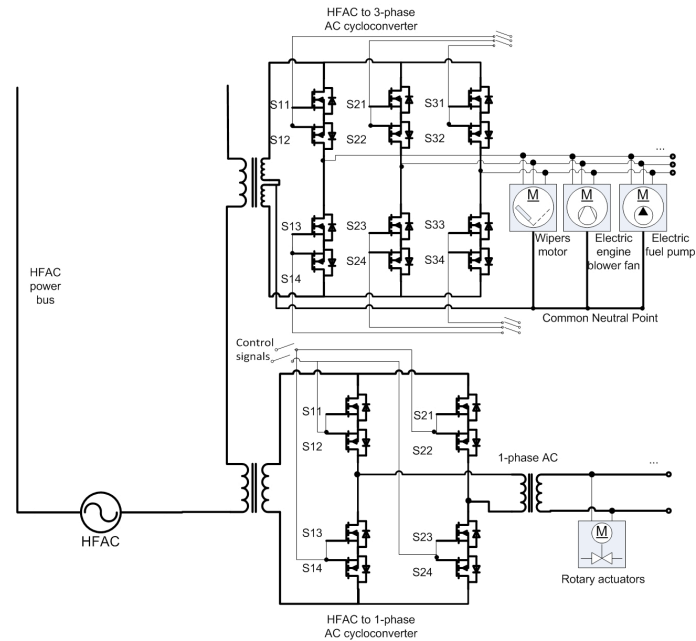 HFAC to 3-phase
AC cycloconverter
S11
S21
S31
S12
S22
S32
...
M
M
M
S13
S23
S33
Wipers
motor
Electric
engine
blower fan
Electric
fuel pump
S14
S24
S34
HFAC
power
bus
Common Neutral Point
Control
signals
S11
S21
S12
S22
1-phase AC
...
S13
S23
M
HFAC
S14
S24
Rotary actuators
HFAC to 1-phase
AC cycloconverter